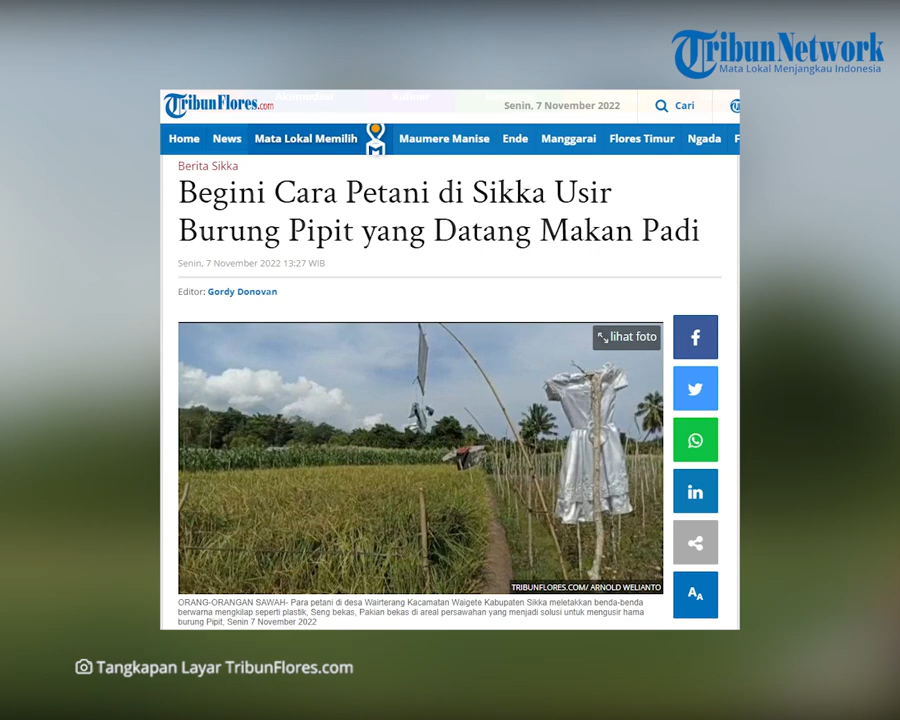 TribunNetwork
Mata Lokal Menjangkau Indonesia
TribunFlores.com
Senin, 7 November 2022
Cari
Home News Mata Lokal Memilih Maumere Manise Ende Manggarai Flores Timur Ngada
Berita Sikka
Begini Cara Petani di Sikka Usir
Burung Pipit yang Datang Makan Padi
Senin, 7 November 2022 13:27 WIB
Editor: Gordy Donovan
lihat foto
TRIBUNFLORES.COM/ ARNOLD WELIANTO
ORANG-ORANGAN SAWAH- Para petani di desa Wairterang Kacamatan Waigete Kabupaten Sikka meletakkan benda-benda
berwarna mengkilap seperti plastik, Seng bekas, Pakian bekas di areal persawahan yang menjadi solusi untuk mengusir hama
burung Pipit, Senin 7 November 2022
AA
Tangkapan Layar TribunFlores.com